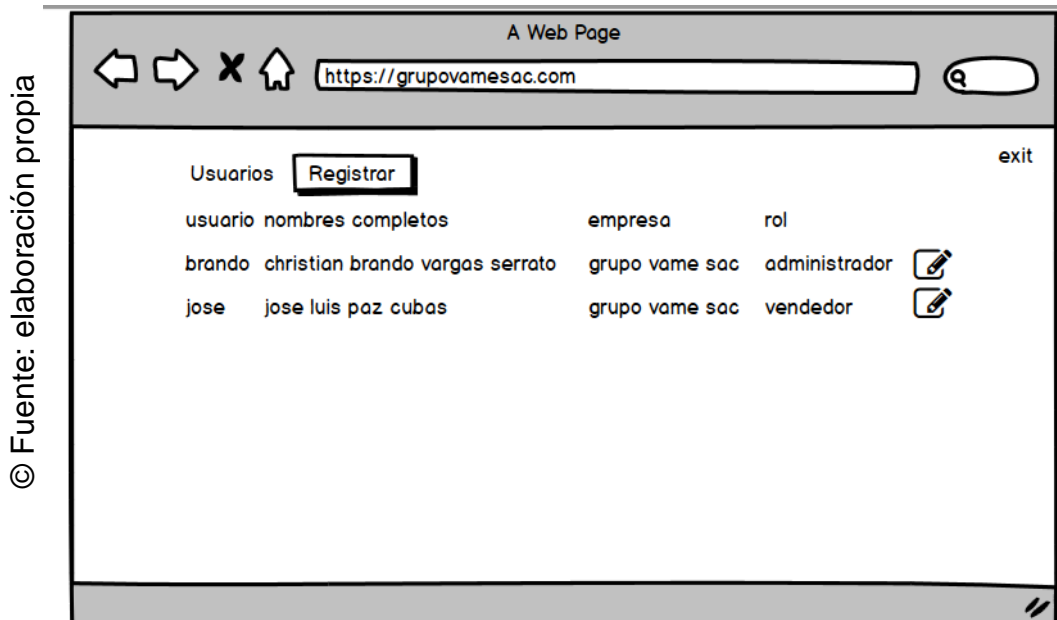 A Web Page
https://grupovamesac.com
exit
Usuarios Registrar
usuario nombres completos empresa rol
brando christian brando vargas serrato grupo vame sac administrador
jose jose luis paz cubas grupo vame sac vendedor
© Fuente: elaboración propia